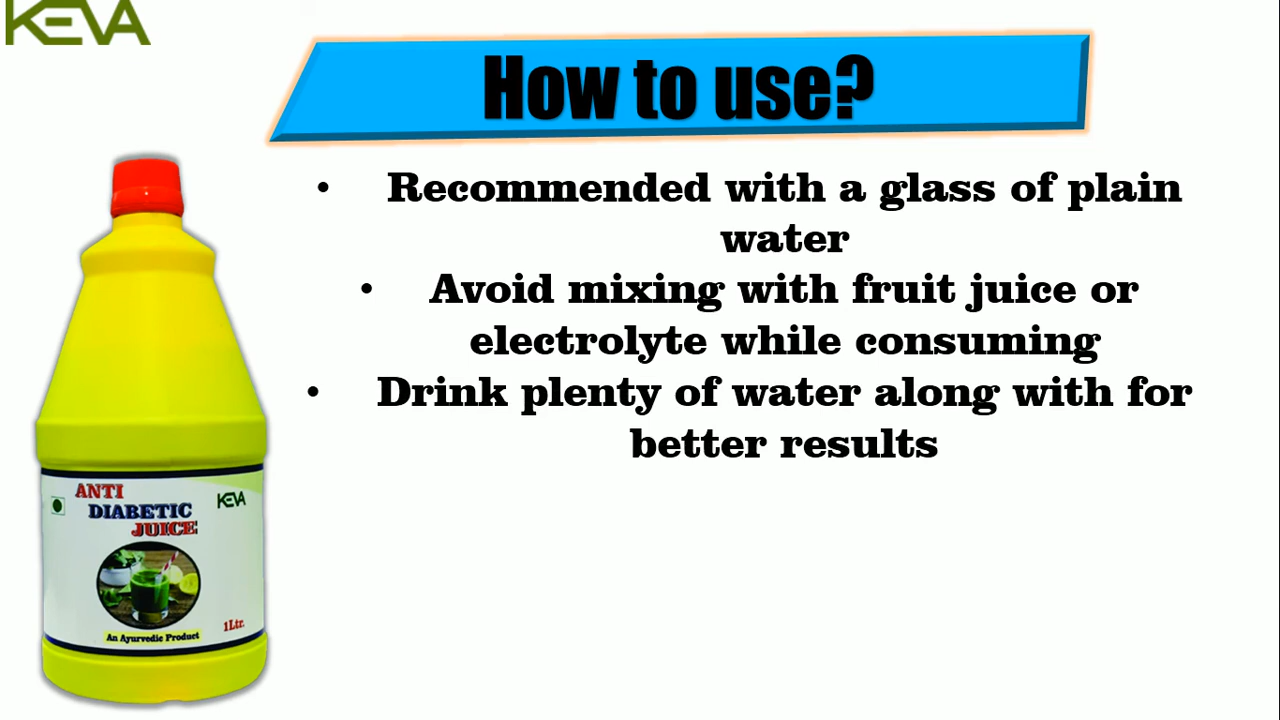 KEVA
How to use?
• Recommended with a glass of plain
water
• Avoid mixing with fruit juice or
electrolyte while consuming
• Drink plenty of water along with for
better results
ANTI
DIABETIC
JUICE
KEVA
1Ltr.
An Ayurvedic Product